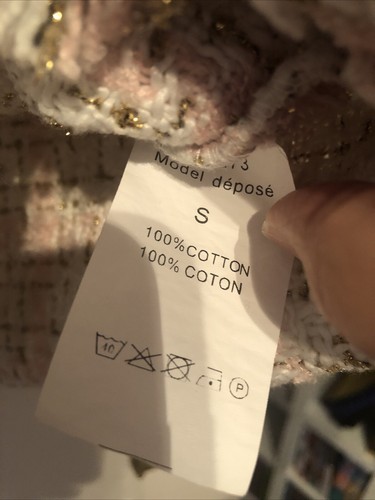 Model déposé
S
100%COTTON
100% COTON
P